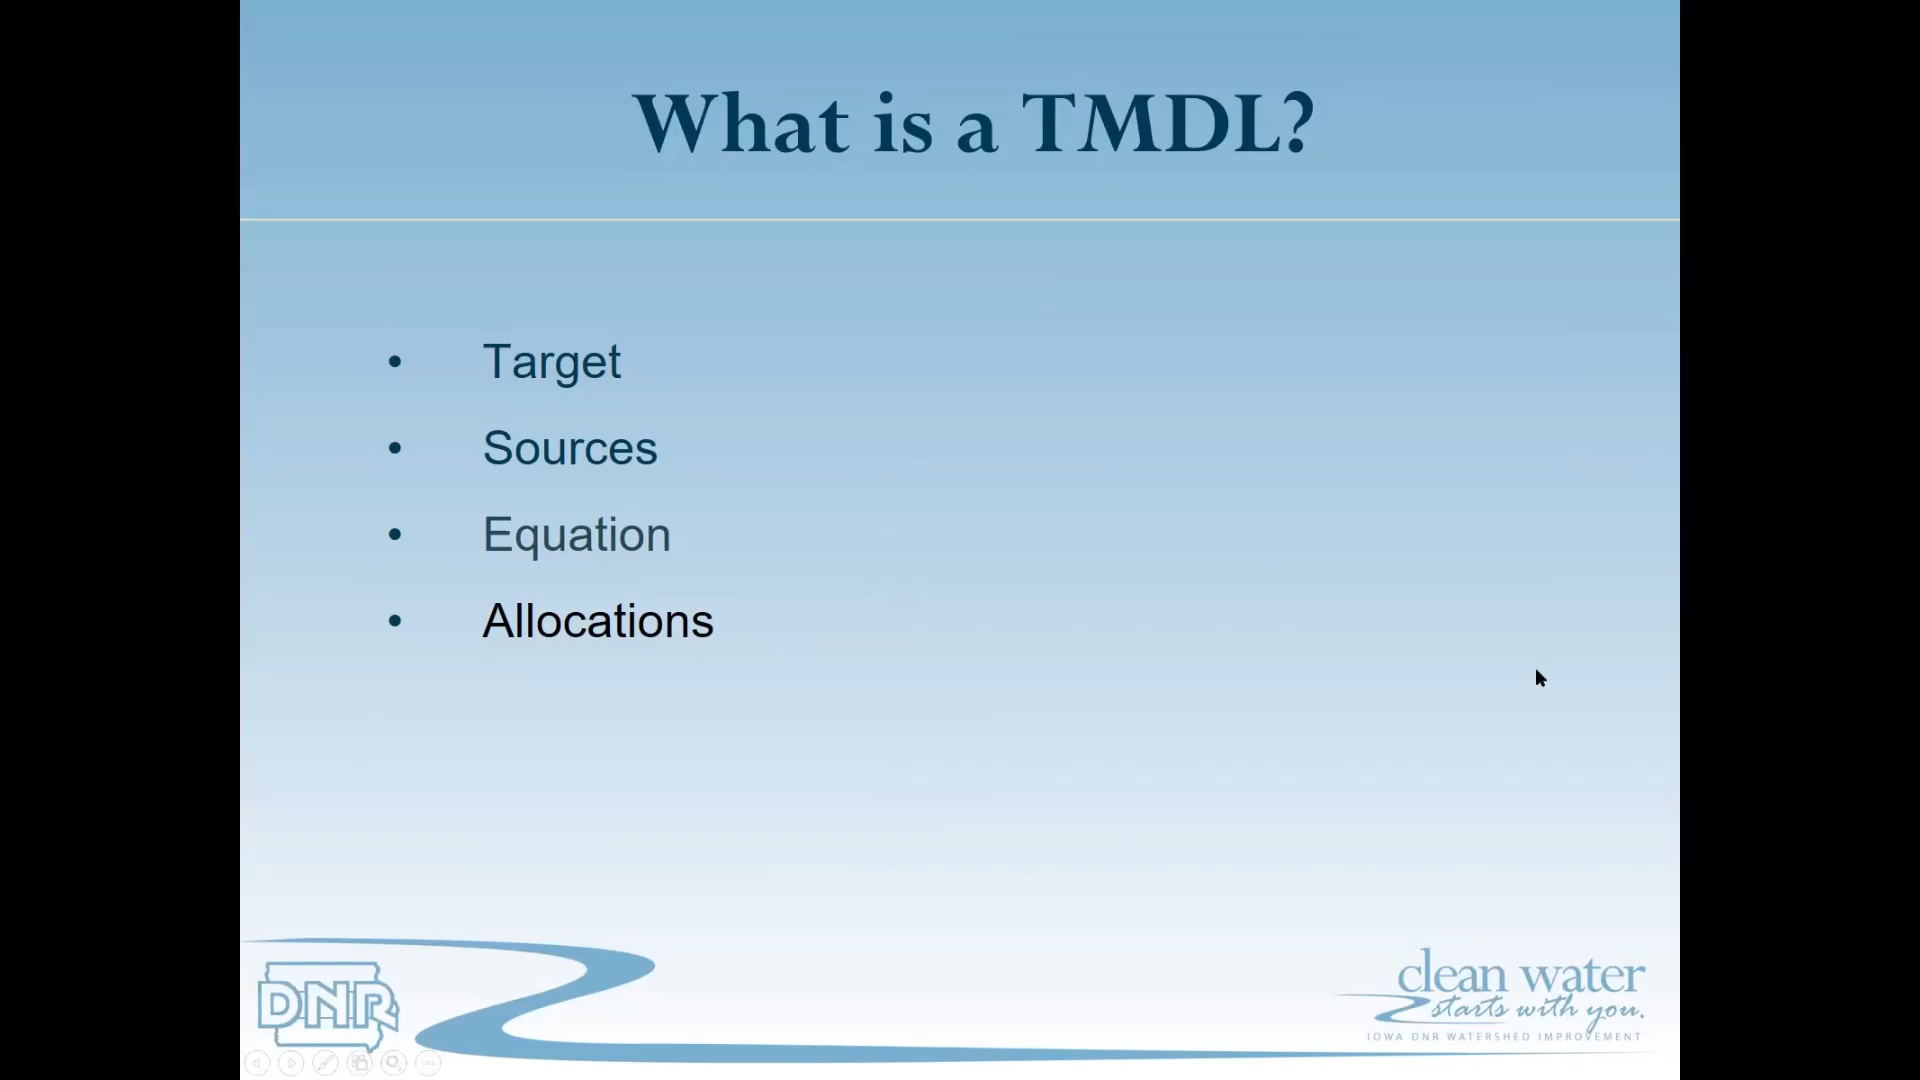 What is a TMDL?
• Target
• Sources
• Equation
• Allocations
DNR
clean water
starts with you.
IOWA DNR WATERSHED IMPROVEMENT